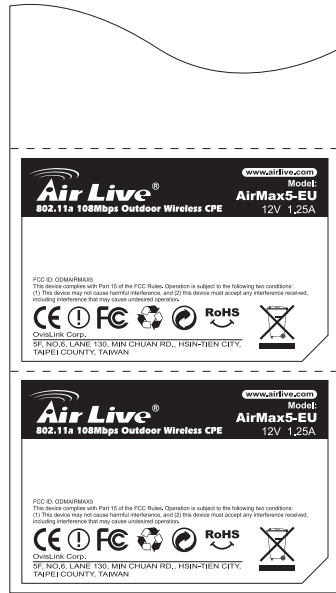 www.airlive.com
Air Live®
Model:
AirMax5-EU
802.11a 108Mbps Outdoor Wireless CPE
12V 1.25A
FCC ID: ODMAIRMAX5
This device complies with Part 15 of the FCC Rules. Operation is subject to the following two conditions:
(1) This device may not cause harmful interference, and (2) this device must accept any interference received,
including interference that may cause undesired operation.
CE FC RoHS
OvisLink Corp.
5F, NO.6, LANE 130, MIN CHUAN RD., HSIN-TIEN CITY,
TAIPEI COUNTY, TAIWAN
www.airlive.com
Air Live®
Model:
AirMax5-EU
802.11a 108Mbps Outdoor Wireless CPE
12V 1.25A
FCC ID: ODMAIRMAX5
This device complies with Part 15 of the FCC Rules. Operation is subject to the following two conditions:
(1) This device may not cause harmful interference, and (2) this device must accept any interference received,
including interference that may cause undesired operation.
CE FC RoHS
OvisLink Corp.
5F, NO.6, LANE 130, MIN CHUAN RD., HSIN-TIEN CITY,
TAIPEI COUNTY, TAIWAN